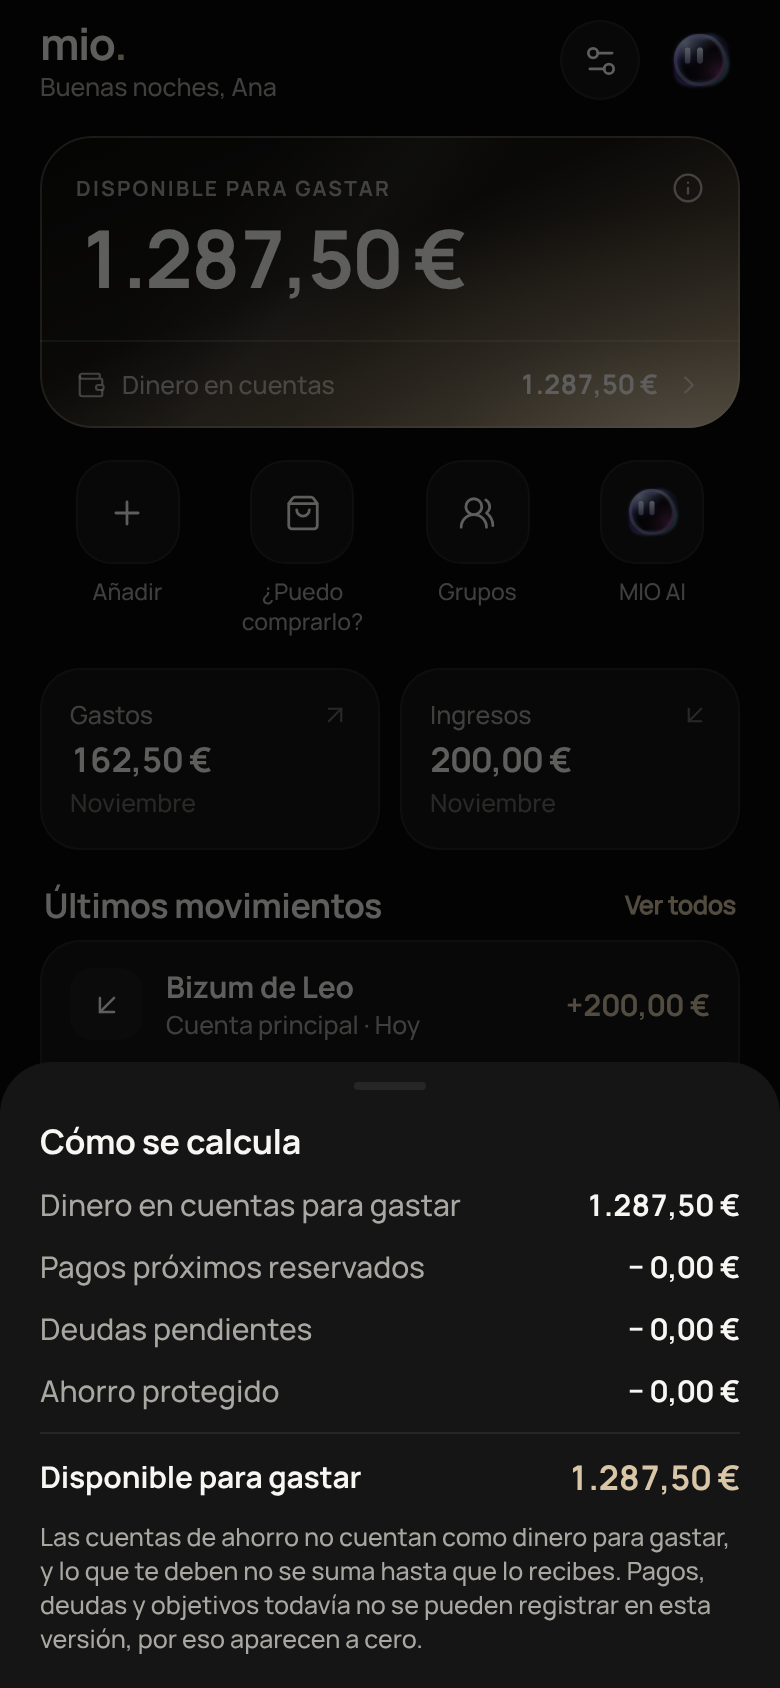 mio.
Buenas noches, Ana
DISPONIBLE PARA GASTAR
1.287,50 €
Dinero en cuentas
1.287,50 €
Añadir
¿Puedo
comprarlo?
Grupos
MIO AI
Gastos
162,50 €
Noviembre
Ingresos
200,00 €
Noviembre
Últimos movimientos
Ver todos
Bizum de Leo
Cuenta principal · Hoy
+200,00 €
Cómo se calcula
Dinero en cuentas para gastar
1.287,50 €
Pagos próximos reservados
− 0,00 €
Deudas pendientes
− 0,00 €
Ahorro protegido
− 0,00 €
Disponible para gastar
1.287,50 €
Las cuentas de ahorro no cuentan como dinero para gastar,
y lo que te deben no se suma hasta que lo recibes. Pagos,
deudas y objetivos todavía no se pueden registrar en esta
versión, por eso aparecen a cero.